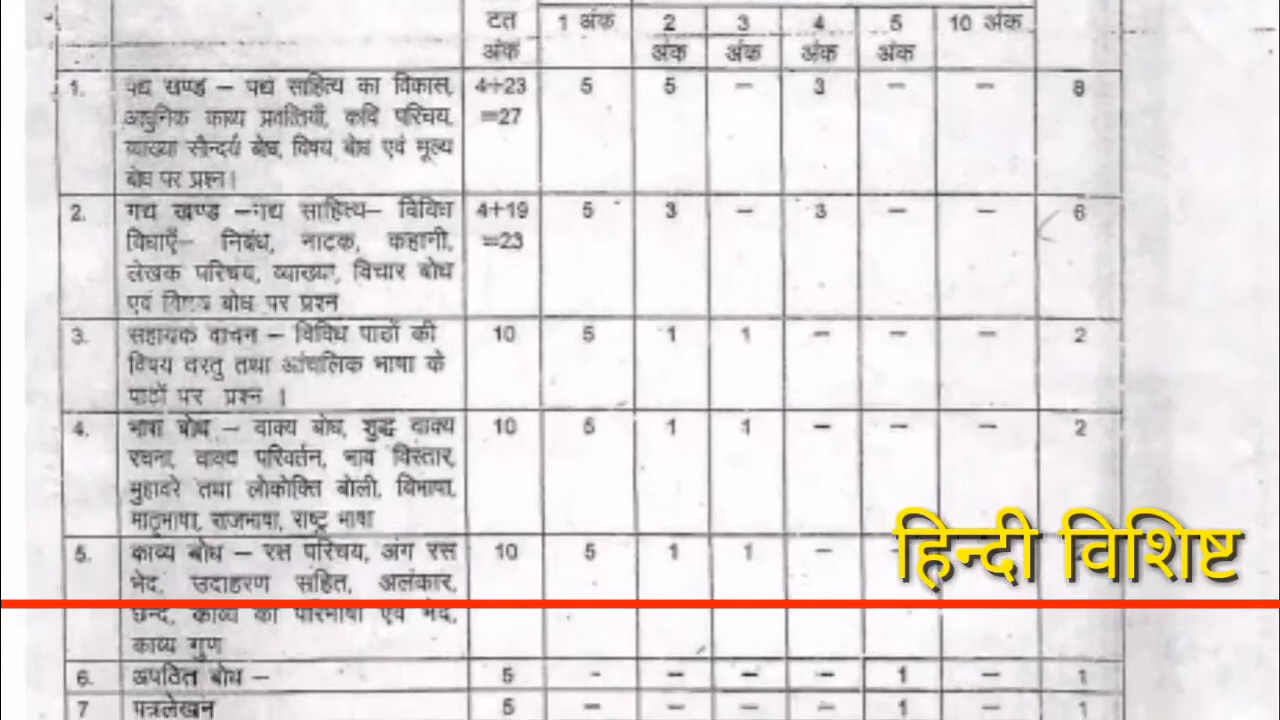 टत 1 अंक 2 3 4 5 10 अंक
अंक अंक अंक अंक अंक
1. पद्य खण्ड – पद्य साहित्य का विकास, 4+23 5 5 – 3 – – 8
आधुनिक काव्य प्रवत्तियाँ, कवि परिचय, =27
व्याख्या सौन्दर्य बोध, विषय बोध एवं मूल्य
बोध पर प्रश्न।
2. गद्य खण्ड –गद्य साहित्य– विविध 4+19 5 3 – 3 – – 6
विधाएँ– निबंध, नाटक, कहानी, =23
लेखक परिचय, व्याख्या, विचार बोध
एवं विषय बोध पर प्रश्न
3. सहायक वाचन – विविध पाठों की 10 5 1 1 – – – 2
विषय वस्तु तथा आंचलिक भाषा के
पाठों पर प्रश्न ।
4. भाषा बोध – वाक्य बोध, शुद्ध वाक्य 10 5 1 1 – – – 2
रचना, वाक्य परिवर्तन, भाव विस्तार,
मुहावरे तथा लोकोक्ति बोली, विभाषा,
मातृभाषा, राजभाषा, राष्ट्र भाषा
हिन्दी विशिष्ट
5. काव्य बोध – रस परिचय, अंग रस 10 5 1 1 –
भेद, उदाहरण सहित, अलंकार,
छन्द, काव्य की परिभाषा एवं भेद,
काव्य गुण
6. अपठित बोध – 5 - – – – 1 – 1
7 पत्रलेखन 5 – – – – 1 – 1